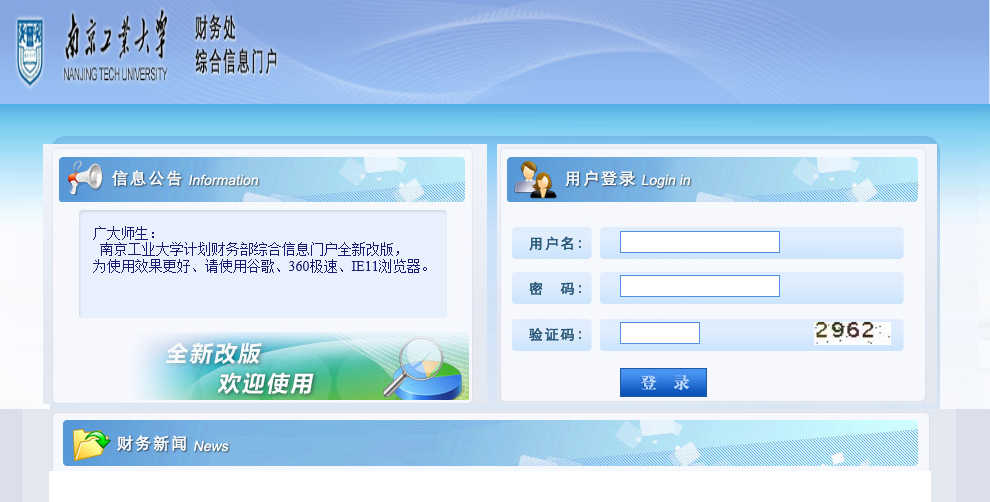 南京工业大学
NANJING TECH UNIVERSITY
财务处
综合信息门户
信息公告 Information
广大师生：
南京工业大学计划财务部综合信息门户全新改版，
为使用效果更好、请使用谷歌、360极速、IE11浏览器。
全新改版
欢迎使用
用户登录 Login in
用户名：
密 码：
验证码：
2962
登 录
财务新闻 News